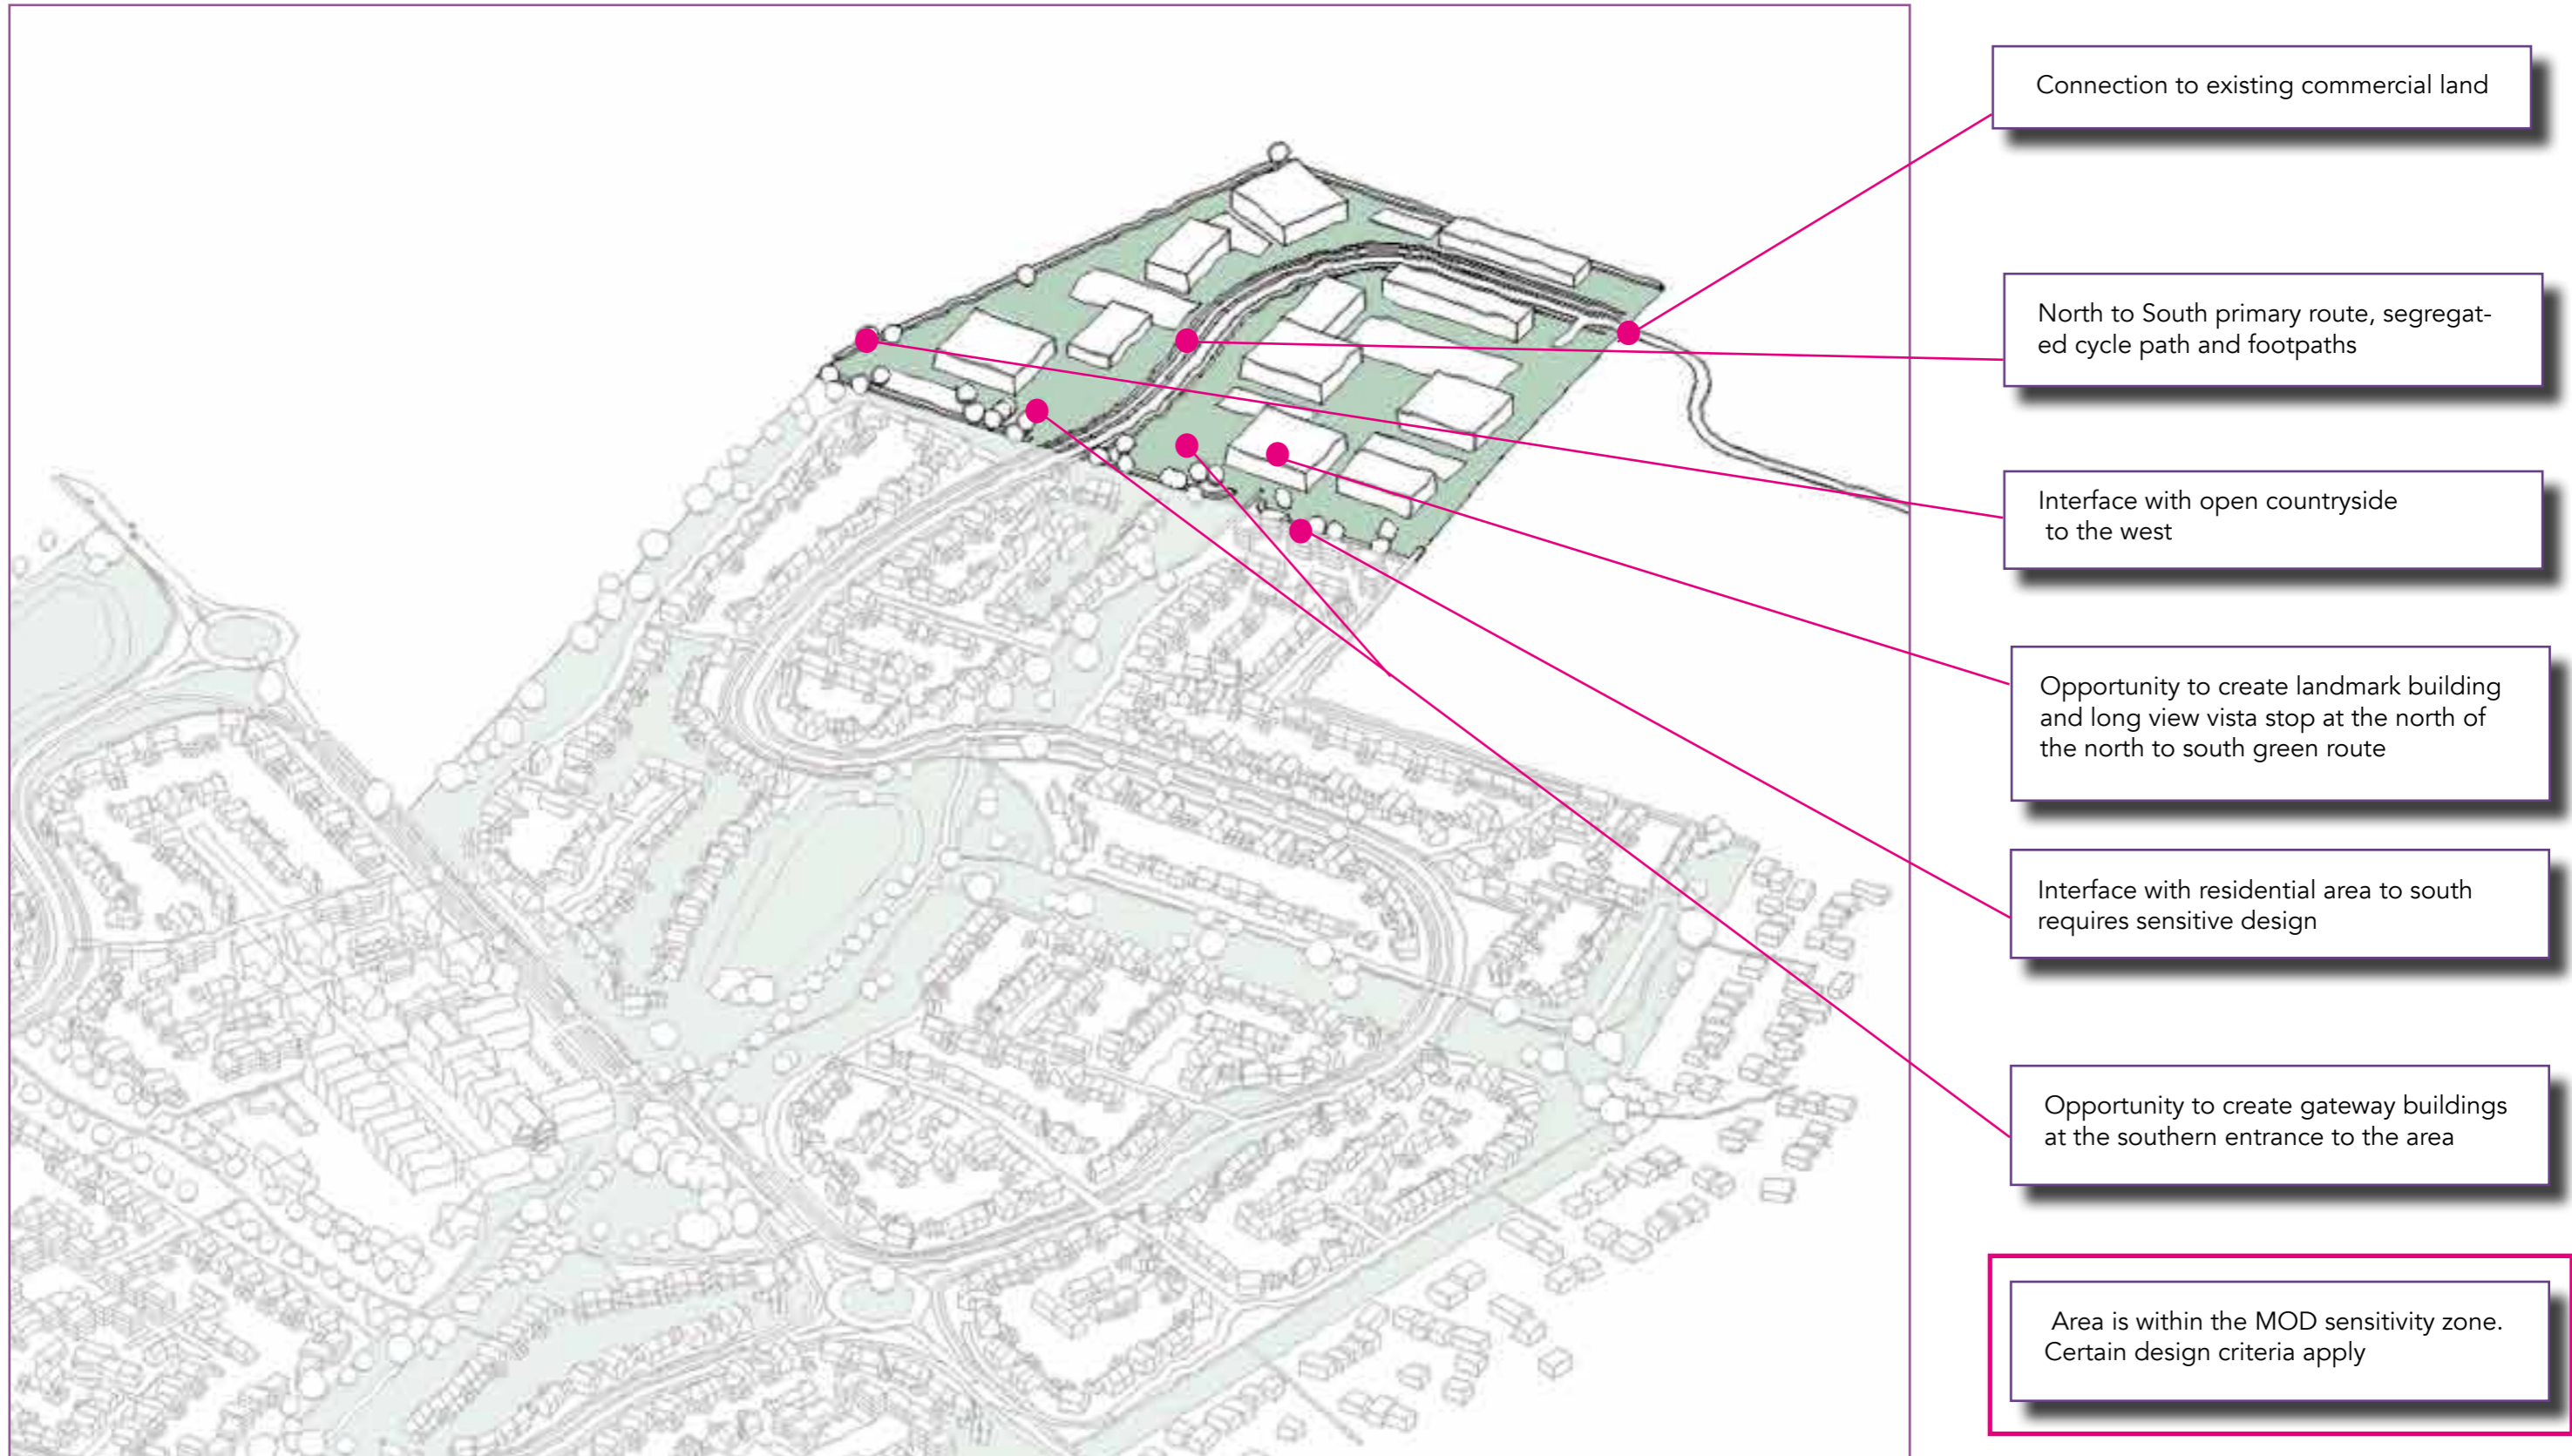 Connection to existing commercial land
North to South primary route, segregat-
ed cycle path and footpaths
Interface with open countryside
to the west
Opportunity to create landmark building
and long view vista stop at the north of
the north to south green route
Interface with residential area to south
requires sensitive design
Opportunity to create gateway buildings
at the southern entrance to the area
Area is within the MOD sensitivity zone.
Certain design criteria apply